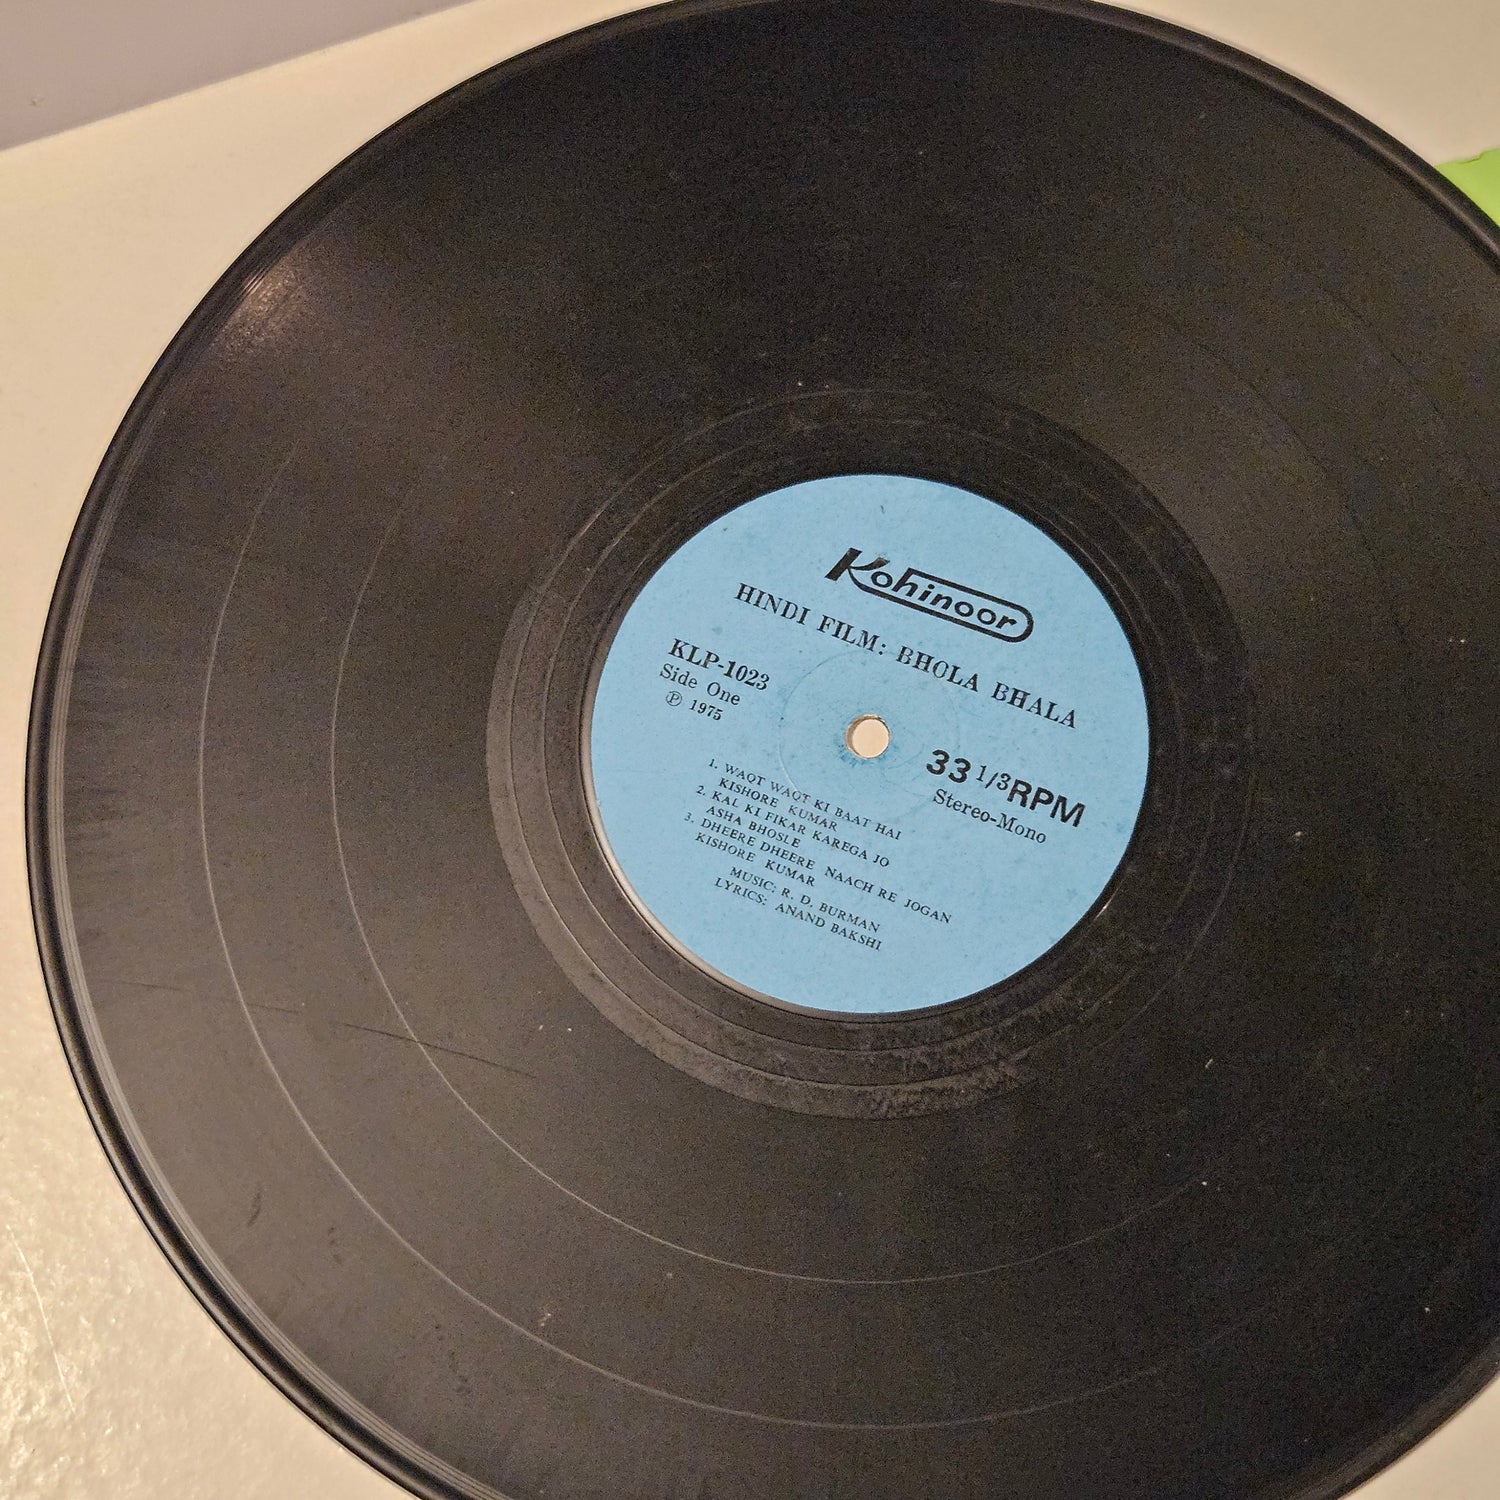 Kohinoor
HINDI FILM: BHOLA BHALA
KLP-1023
Side One
Ⓟ 1975
33 1/3 RPM
Stereo-Mono
1. WAQT WAQT KI BAAT HAI
KISHORE KUMAR
2. KAL KI FIKAR KAREGA JO
ASHA BHOSLE
3. DHEERE DHEERE NAACH RE JOGAN
KISHORE KUMAR
MUSIC: R. D. BURMAN
LYRICS: ANAND BAKSHI